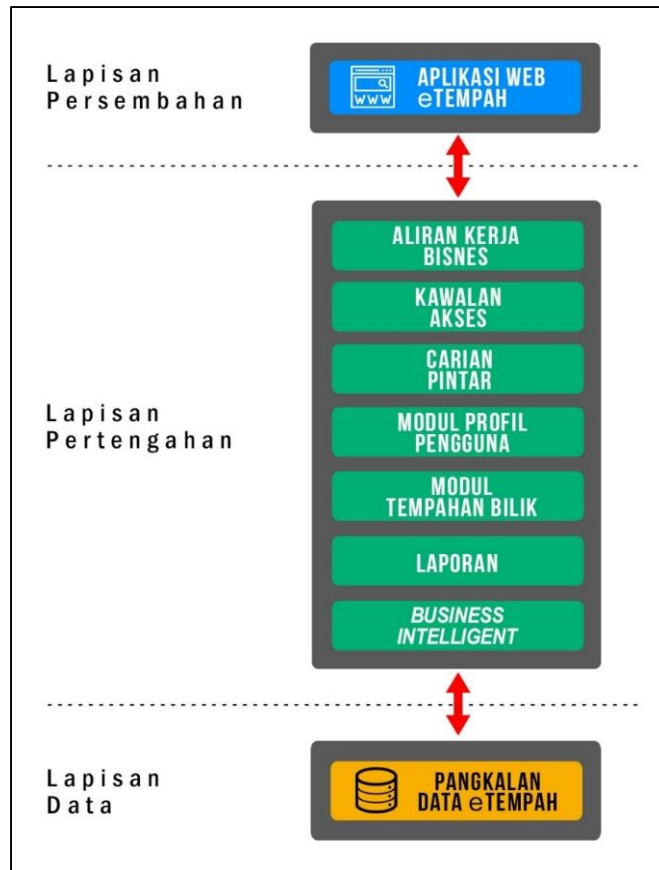 Lapisan
Persembahan
WWW
APLIKASI WEB
eTEMPAH
ALIRAN KERJA
BISNES
KAWALAN
AKSES
CARIAN
PINTAR
Lapisan
Pertengahan
MODUL PROFIL
PENGGUNA
MODUL
TEMPAHAN BILIK
LAPORAN
BUSINESS
INTELLIGENT
Lapisan
Data
PANGKALAN
DATA eTEMPAH